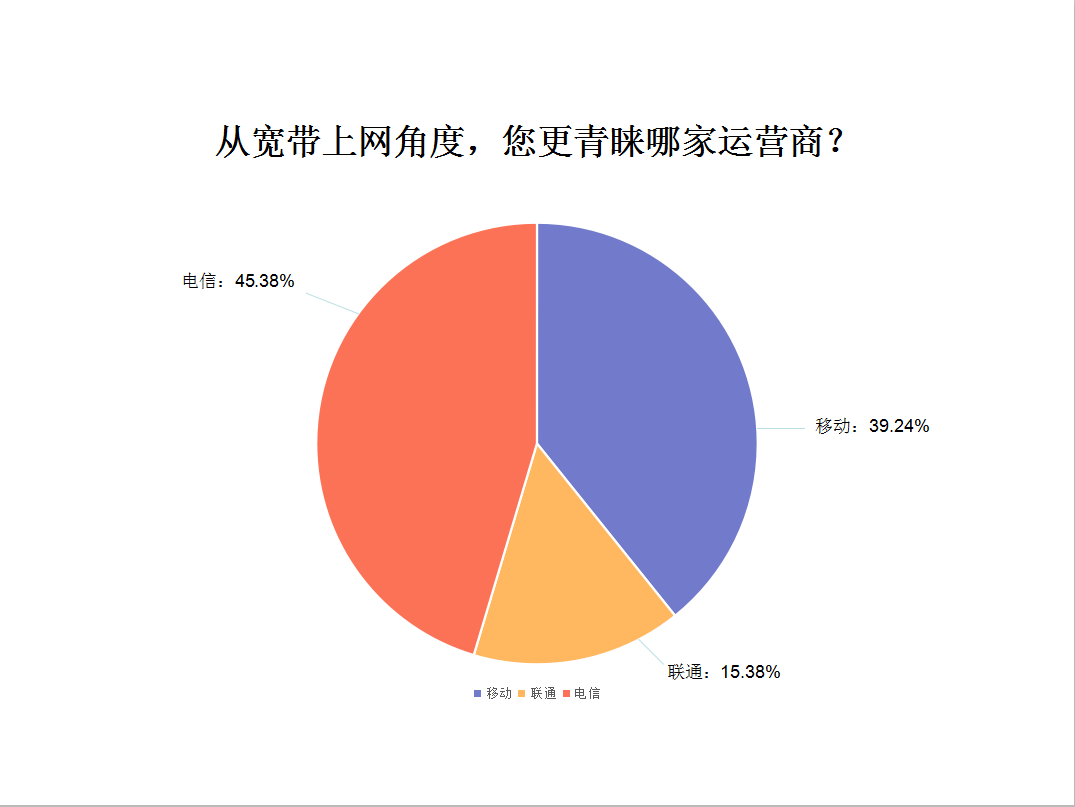 从宽带上网角度，您更青睐哪家运营商？
电信：45.38%
移动：39.24%
联通：15.38%
移动 联通 电信